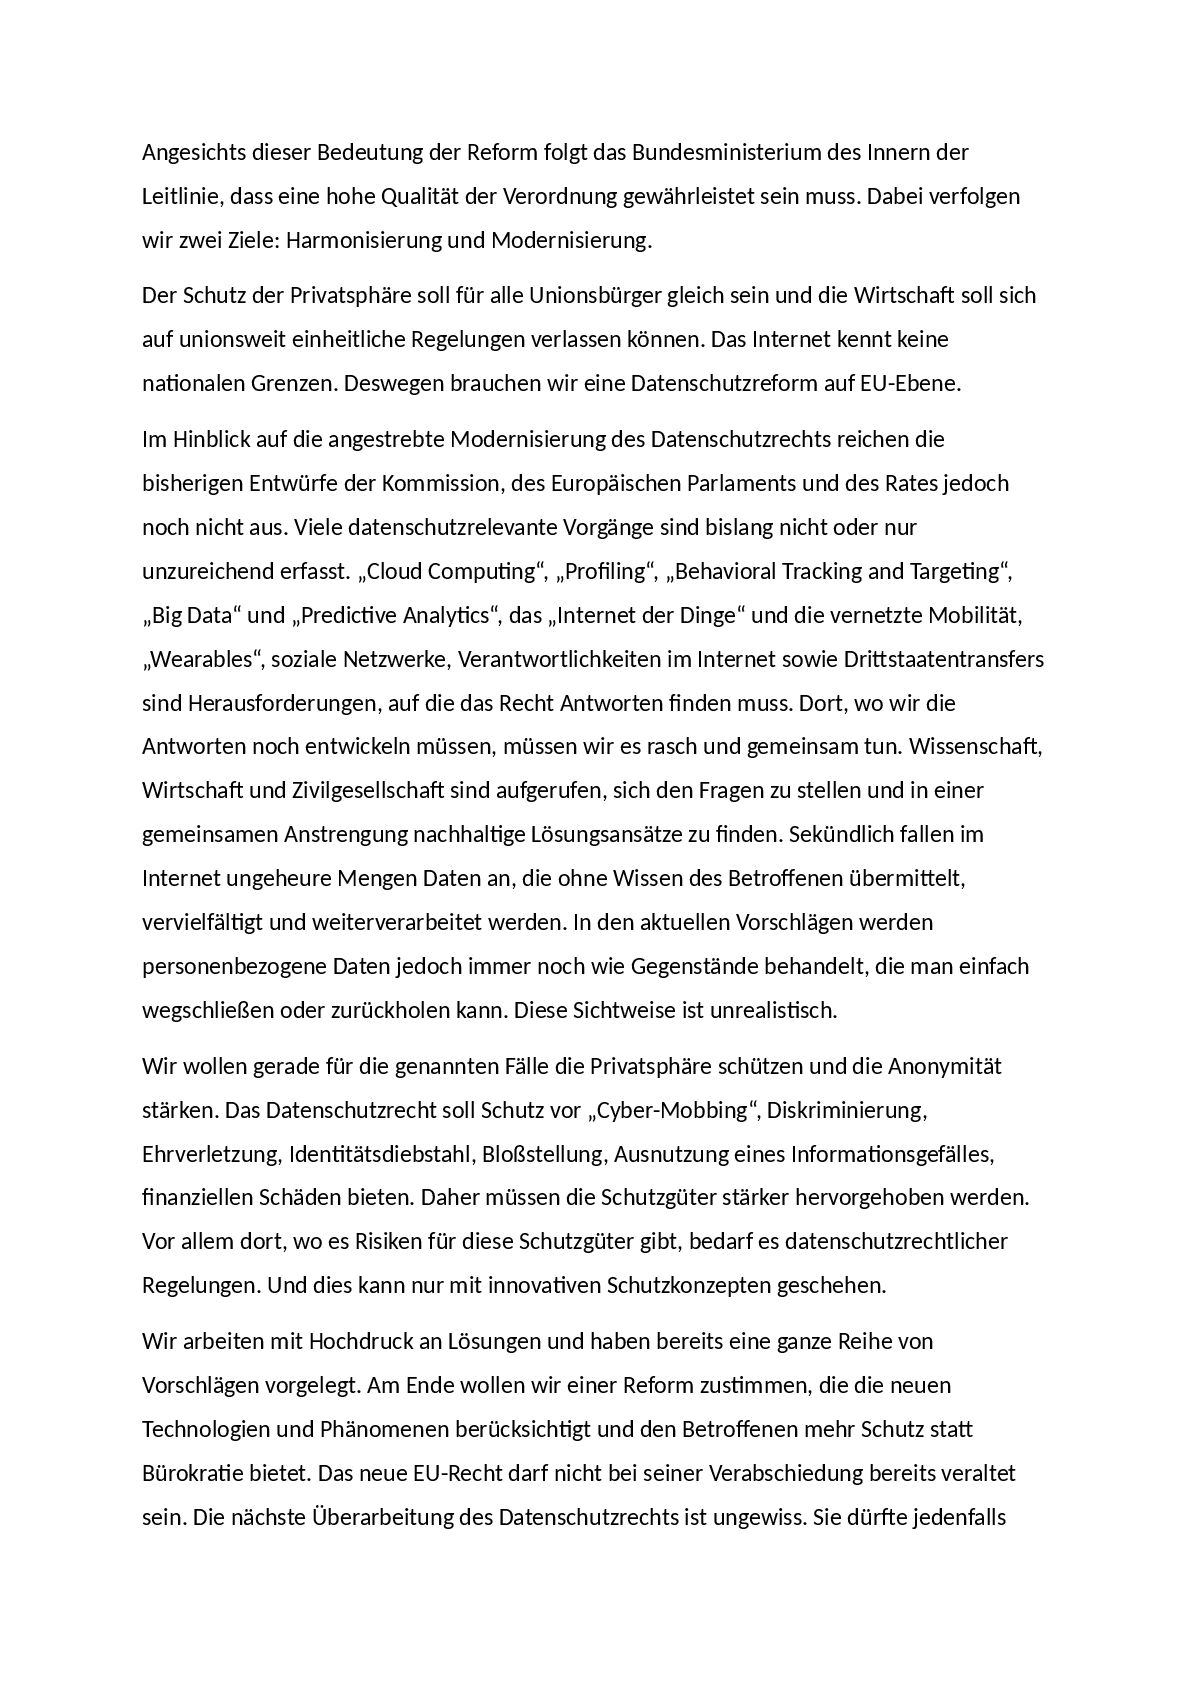 Angesichts dieser Bedeutung der Reform folgt das Bundesministerium des Innern der
Leitlinie, dass eine hohe Qualität der Verordnung gewährleistet sein muss. Dabei verfolgen
wir zwei Ziele: Harmonisierung und Modernisierung.
Der Schutz der Privatsphäre soll für alle Unionsbürger gleich sein und die Wirtschaft soll sich
auf unionsweit einheitliche Regelungen verlassen können. Das Internet kennt keine
nationalen Grenzen. Deswegen brauchen wir eine Datenschutzreform auf EU-Ebene.
Im Hinblick auf die angestrebte Modernisierung des Datenschutzrechts reichen die
bisherigen Entwürfe der Kommission, des Europäischen Parlaments und des Rates jedoch
noch nicht aus. Viele datenschutzrelevante Vorgänge sind bislang nicht oder nur
unzureichend erfasst. „Cloud Computing“, „Profiling“, „Behavioral Tracking and Targeting“,
„Big Data“ und „Predictive Analytics“, das „Internet der Dinge“ und die vernetzte Mobilität,
„Wearables“, soziale Netzwerke, Verantwortlichkeiten im Internet sowie Drittstaatentransfers
sind Herausforderungen, auf die das Recht Antworten finden muss. Dort, wo wir die
Antworten noch entwickeln müssen, müssen wir es rasch und gemeinsam tun. Wissenschaft,
Wirtschaft und Zivilgesellschaft sind aufgerufen, sich den Fragen zu stellen und in einer
gemeinsamen Anstrengung nachhaltige Lösungsansätze zu finden. Sekündlich fallen im
Internet ungeheure Mengen Daten an, die ohne Wissen des Betroffenen übermittelt,
vervielfältigt und weiterverarbeitet werden. In den aktuellen Vorschlägen werden
personenbezogene Daten jedoch immer noch wie Gegenstände behandelt, die man einfach
wegschließen oder zurückholen kann. Diese Sichtweise ist unrealistisch.
Wir wollen gerade für die genannten Fälle die Privatsphäre schützen und die Anonymität
stärken. Das Datenschutzrecht soll Schutz vor „Cyber-Mobbing“, Diskriminierung,
Ehrverletzung, Identitätsdiebstahl, Bloßstellung, Ausnutzung eines Informationsgefälles,
finanziellen Schäden bieten. Daher müssen die Schutzgüter stärker hervorgehoben werden.
Vor allem dort, wo es Risiken für diese Schutzgüter gibt, bedarf es datenschutzrechtlicher
Regelungen. Und dies kann nur mit innovativen Schutzkonzepten geschehen.
Wir arbeiten mit Hochdruck an Lösungen und haben bereits eine ganze Reihe von
Vorschlägen vorgelegt. Am Ende wollen wir einer Reform zustimmen, die die neuen
Technologien und Phänomenen berücksichtigt und den Betroffenen mehr Schutz statt
Bürokratie bietet. Das neue EU-Recht darf nicht bei seiner Verabschiedung bereits veraltet
sein. Die nächste Überarbeitung des Datenschutzrechts ist ungewiss. Sie dürfte jedenfalls